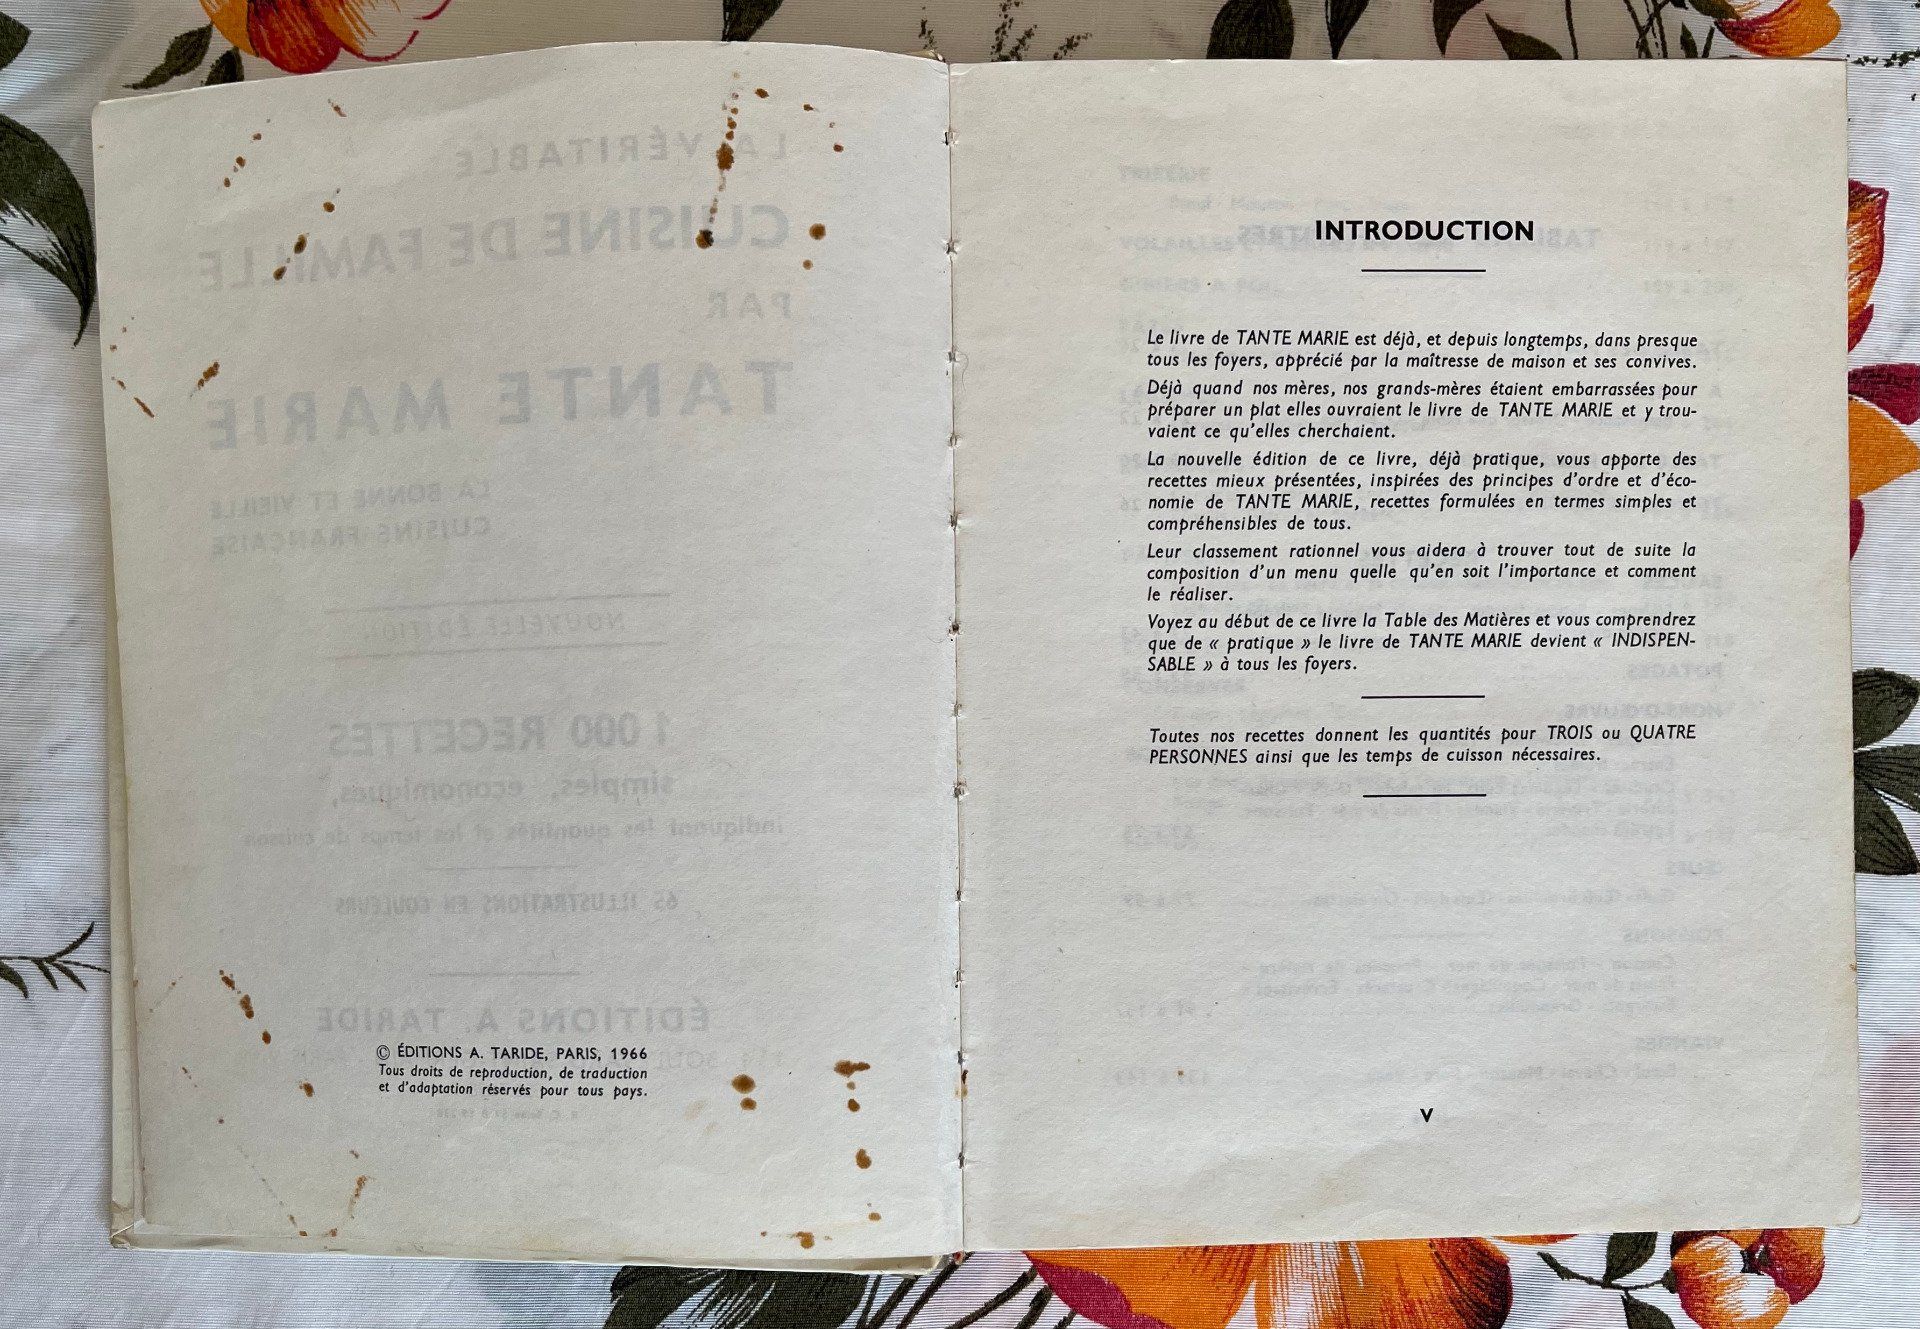 © ÉDITIONS A. TARIDE, PARIS, 1966
Tous droits de reproduction, de traduction
et d'adaptation réservés pour tous pays.
INTRODUCTION
Le livre de TANTE MARIE est déjà, et depuis longtemps, dans presque
tous les foyers, apprécié par la maîtresse de maison et ses convives.
Déjà quand nos mères, nos grands-mères étaient embarrassées pour
préparer un plat elles ouvraient le livre de TANTE MARIE et y trou-
vaient ce qu'elles cherchaient.
La nouvelle édition de ce livre, déjà pratique, vous apporte des
recettes mieux présentées, inspirées des principes d'ordre et d'éco-
nomie de TANTE MARIE, recettes formulées en termes simples et
compréhensibles de tous.
Leur classement rationnel vous aidera à trouver tout de suite la
composition d'un menu quelle qu'en soit l'importance et comment
le réaliser.
Voyez au début de ce livre la Table des Matières et vous comprendrez
que de « pratique » le livre de TANTE MARIE devient « INDISPEN-
SABLE » à tous les foyers.
Toutes nos recettes donnent les quantités pour TROIS ou QUATRE
PERSONNES ainsi que les temps de cuisson nécessaires.
V